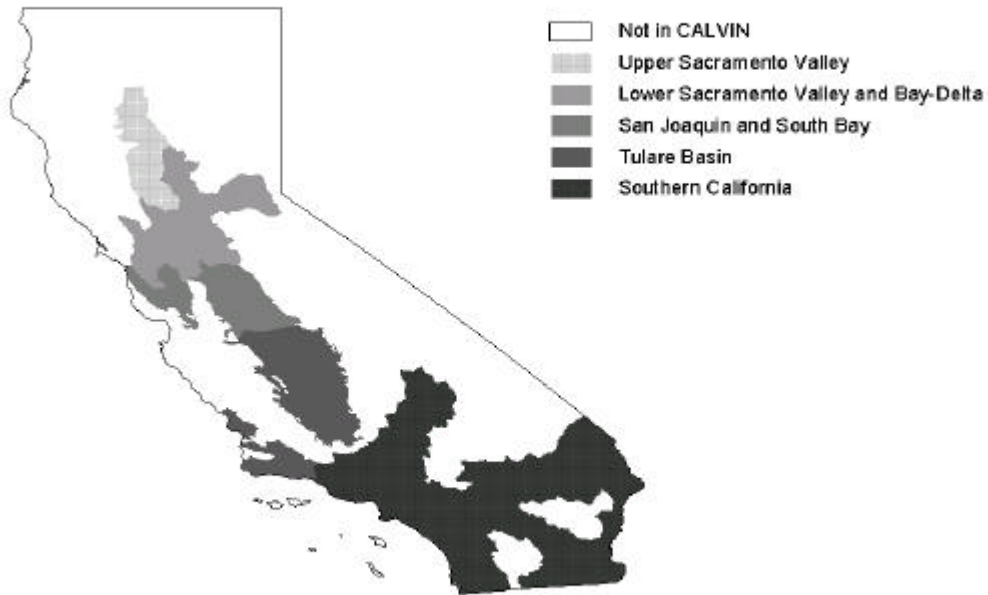 Not in CALVIN
Upper Sacramento Valley
Lower Sacramento Valley and Bay-Delta
San Joaquin and South Bay
Tulare Basin
Southern California